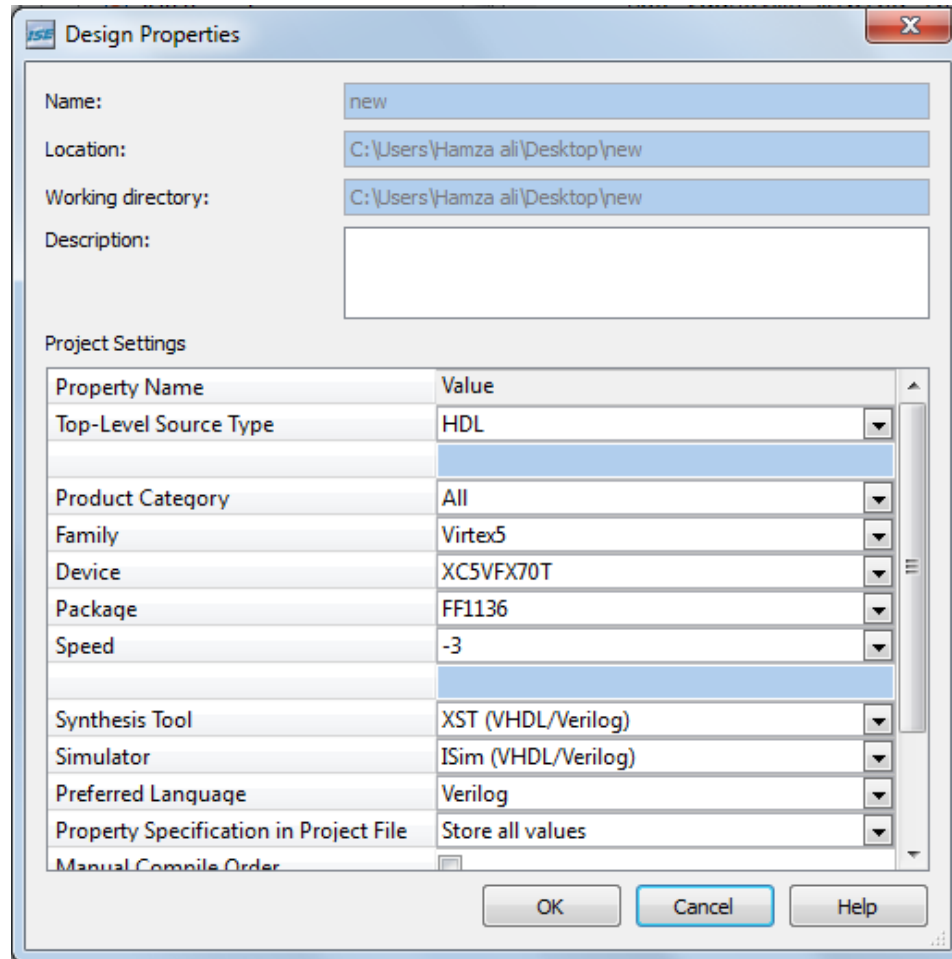 ISE Design Properties
Name: new
Location: C:\Users\Hamza ali\Desktop\new
Working directory: C:\Users\Hamza ali\Desktop\new
Description:
Project Settings
Property Name Value
Top-Level Source Type HDL
Product Category All
Family Virtex5
Device XC5VFX70T
Package FF1136
Speed -3
Synthesis Tool XST (VHDL/Verilog)
Simulator ISim (VHDL/Verilog)
Preferred Language Verilog
Property Specification in Project File Store all values
Manual Compile Order
OK Cancel Help